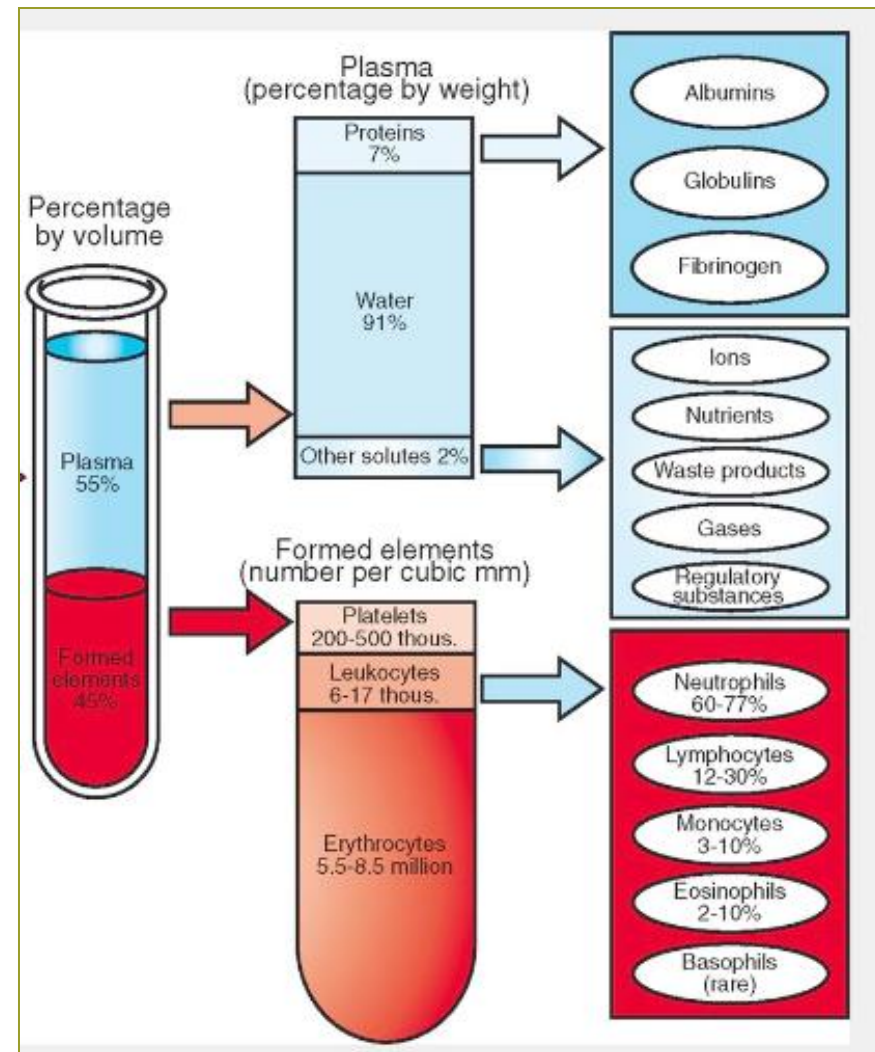 Percentage
by volume
Plasma
55%
Formed
elements
45%
Plasma
(percentage by weight)
Proteins
7%
Water
91%
Other solutes 2%
Albumins
Globulins
Fibrinogen
Ions
Nutrients
Waste products
Gases
Regulatory
substances
Formed elements
(number per cubic mm)
Platelets
200-500 thous.
Leukocytes
6-17 thous.
Erythrocytes
5.5-8.5 million
Neutrophils
60-77%
Lymphocytes
12-30%
Monocytes
3-10%
Eosinophils
2-10%
Basophils
(rare)